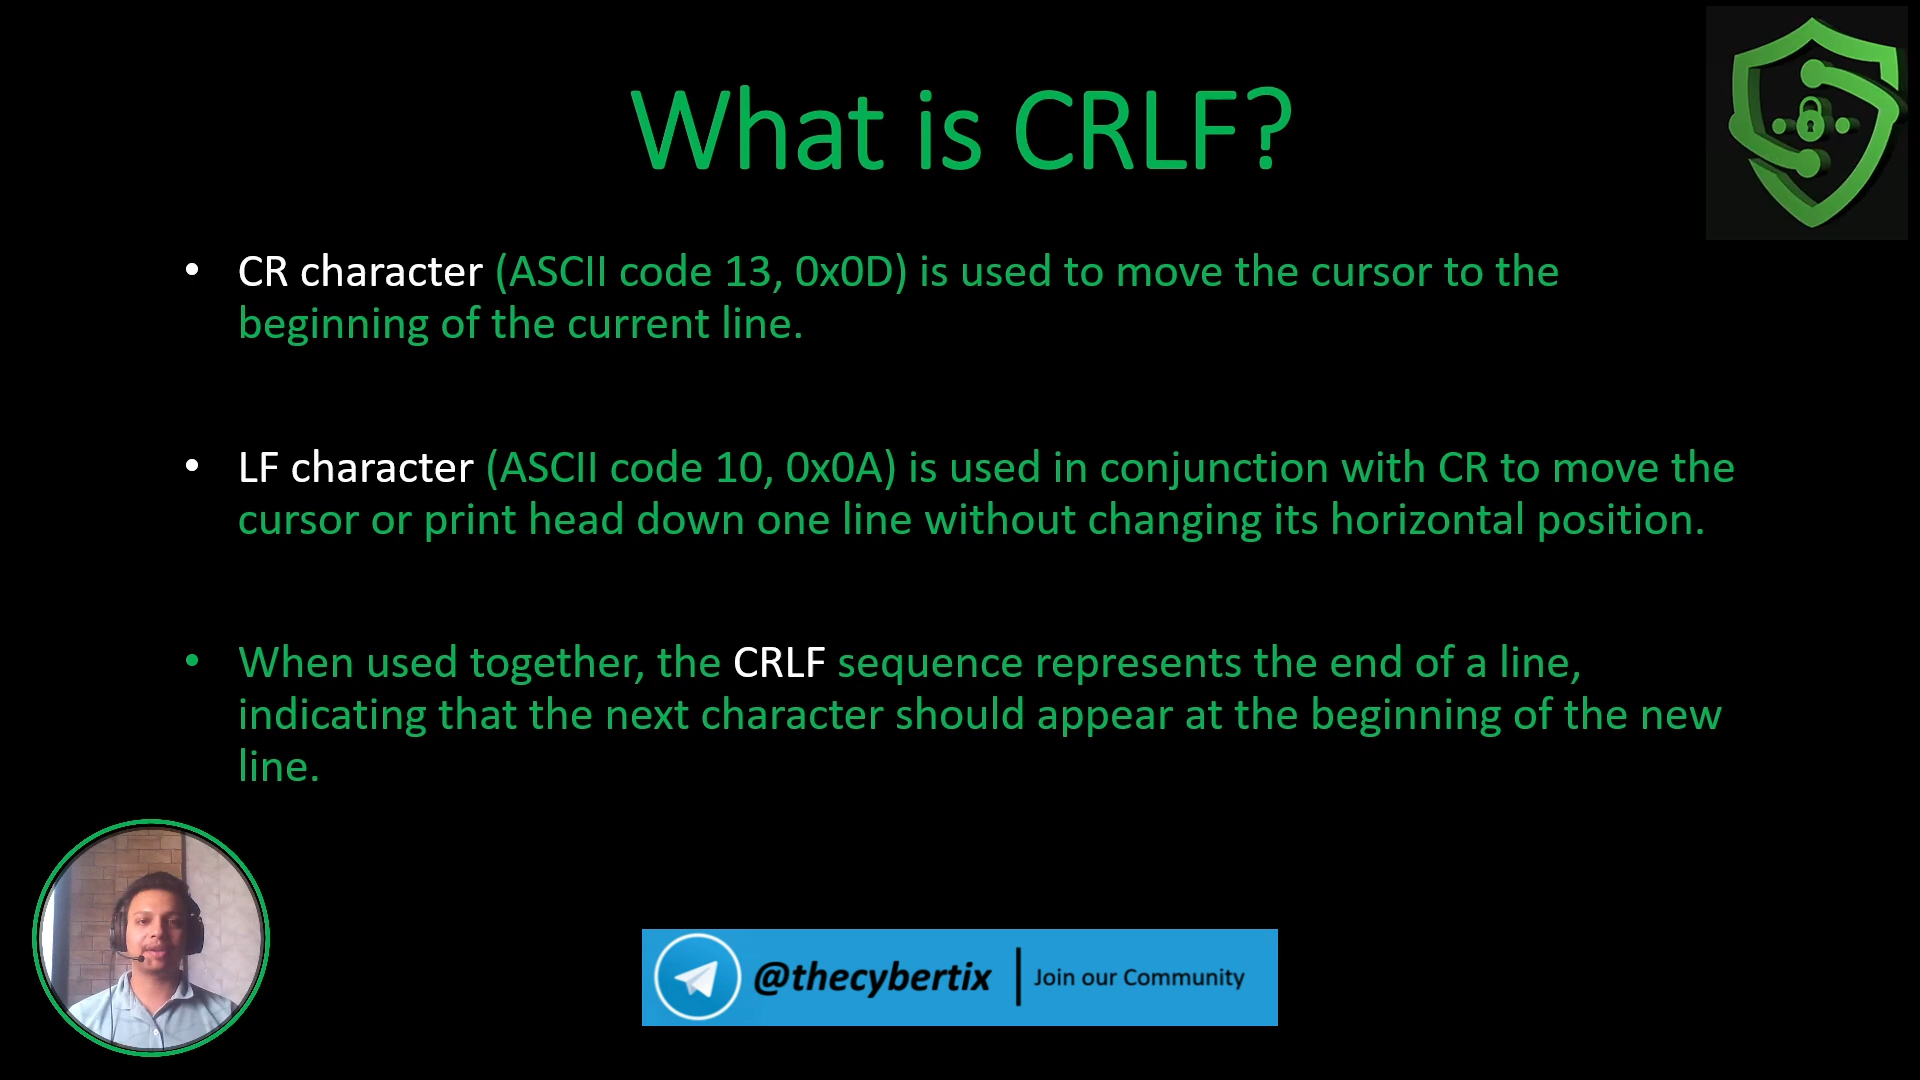 What is CRLF?
• CR character (ASCII code 13, 0x0D) is used to move the cursor to the
beginning of the current line.
• LF character (ASCII code 10, 0x0A) is used in conjunction with CR to move the
cursor or print head down one line without changing its horizontal position.
• When used together, the CRLF sequence represents the end of a line,
indicating that the next character should appear at the beginning of the new
line.
@thecybertix | Join our Community